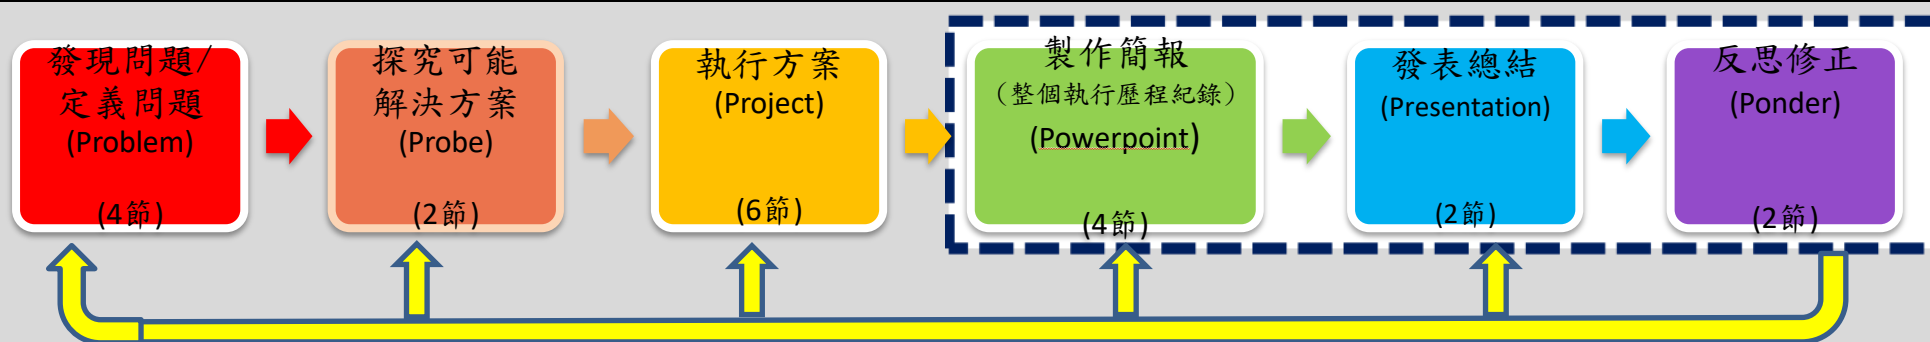 發現問題/
定義問題
(Problem)
(4節)
探究可能
解決方案
(Probe)
(2節)
執行方案
(Project)
(6節)
製作簡報
（整個執行歷程紀錄）
(Powerpoint)
(4節)
發表總結
(Presentation)
(2節)
反思修正
(Ponder)
(2節)